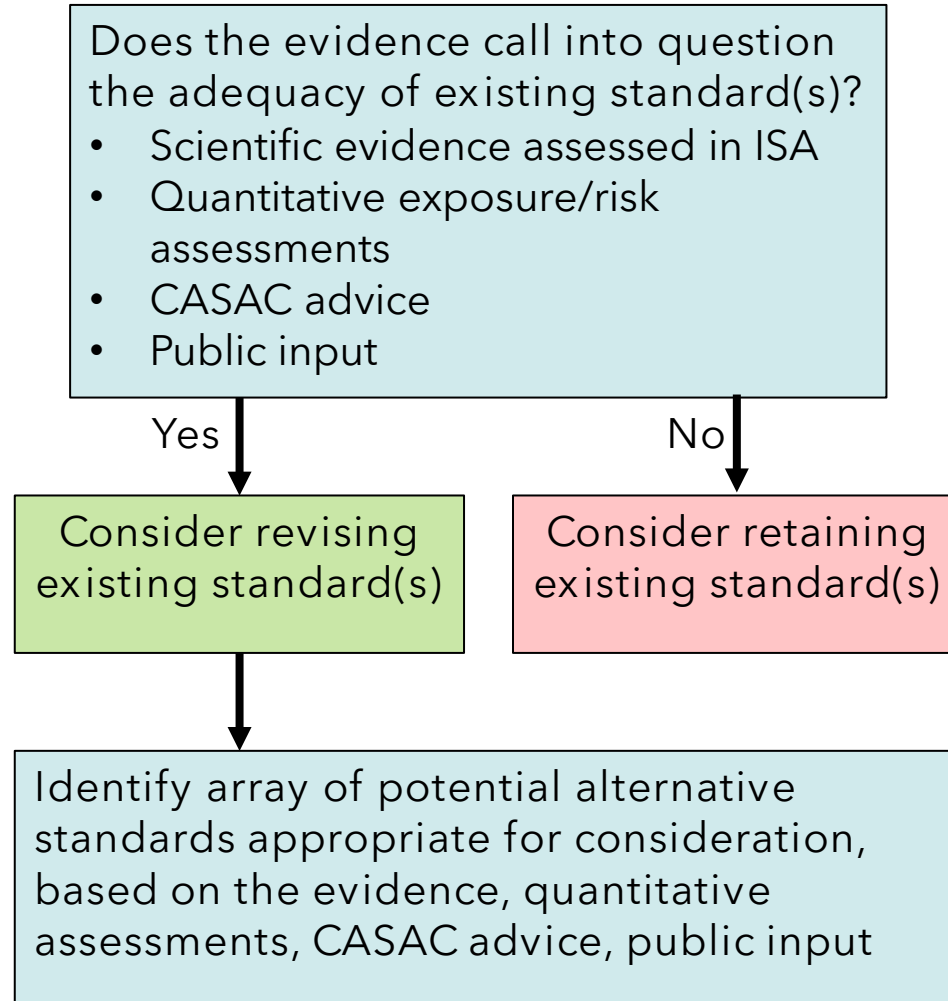 Does the evidence call into question
the adequacy of existing standard(s)?
• Scientific evidence assessed in ISA
• Quantitative exposure/risk
assessments
• CASAC advice
• Public input
Yes
No
Consider revising
existing standard(s)
Consider retaining
existing standard(s)
Identify array of potential alternative
standards appropriate for consideration,
based on the evidence, quantitative
assessments, CASAC advice, public input